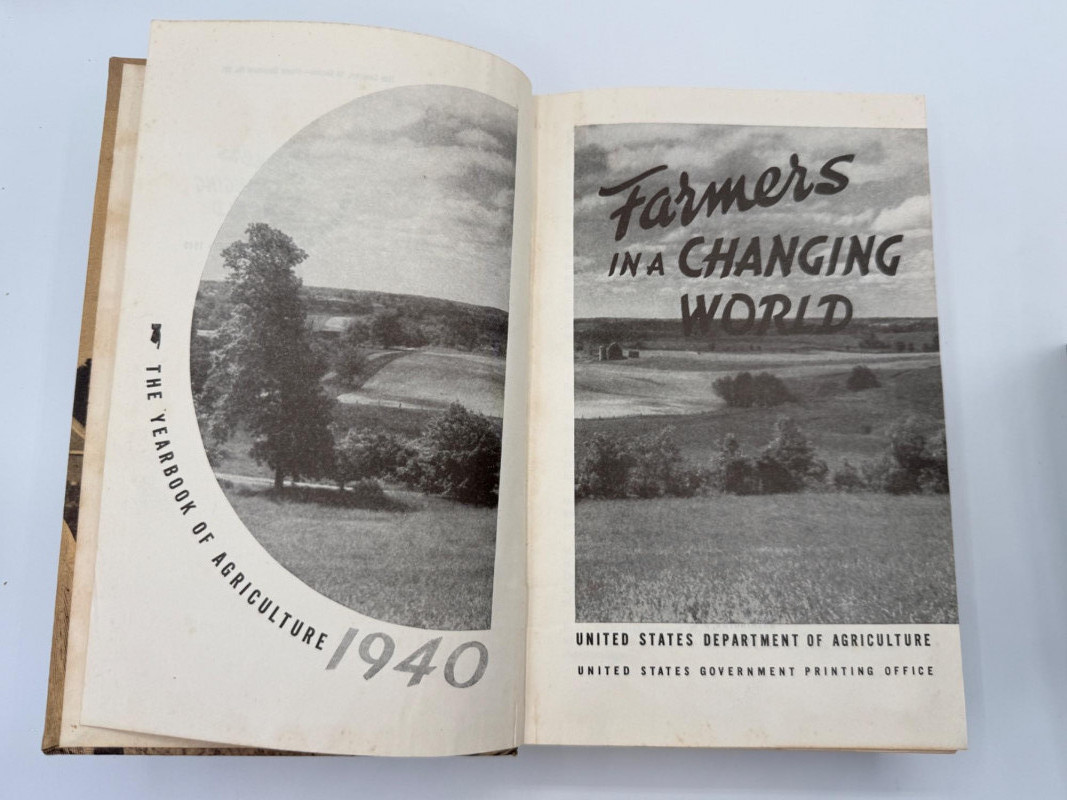 THE YEARBOOK OF AGRICULTURE 1940
Farmers
IN A CHANGING
WORLD
UNITED STATES DEPARTMENT OF AGRICULTURE
UNITED STATES GOVERNMENT PRINTING OFFICE